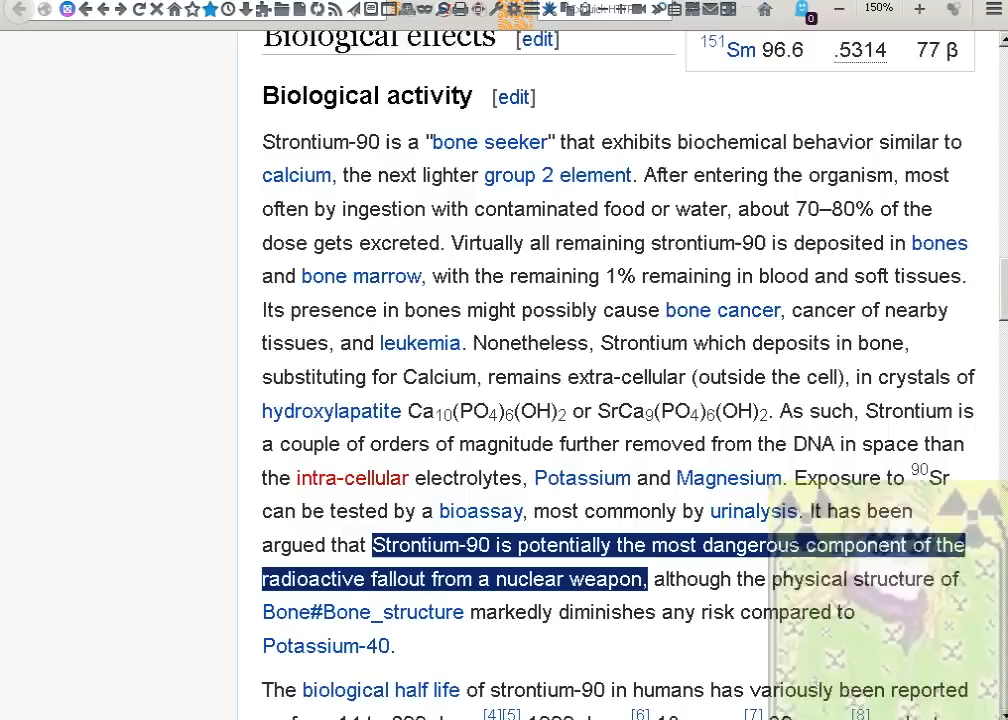 150%
0
Biological effects [edit]
151Sm 96.6 .5314 77 β
Biological activity [edit]
Strontium-90 is a "bone seeker" that exhibits biochemical behavior similar to
calcium, the next lighter group 2 element. After entering the organism, most
often by ingestion with contaminated food or water, about 70–80% of the
dose gets excreted. Virtually all remaining strontium-90 is deposited in bones
and bone marrow, with the remaining 1% remaining in blood and soft tissues.
Its presence in bones might possibly cause bone cancer, cancer of nearby
tissues, and leukemia. Nonetheless, Strontium which deposits in bone,
substituting for Calcium, remains extra-cellular (outside the cell), in crystals of
hydroxylapatite Ca10(PO4)6(OH)2 or SrCa9(PO4)6(OH)2. As such, Strontium is
a couple of orders of magnitude further removed from the DNA in space than
the intra-cellular electrolytes, Potassium and Magnesium. Exposure to 90Sr
can be tested by a bioassay, most commonly by urinalysis. It has been
argued that Strontium-90 is potentially the most dangerous component of the
radioactive fallout from a nuclear weapon, although the physical structure of
Bone#Bone_structure markedly diminishes any risk compared to
Potassium-40.
The biological half life of strontium-90 in humans has variously been reported
[4][5] [6] [7] [8]